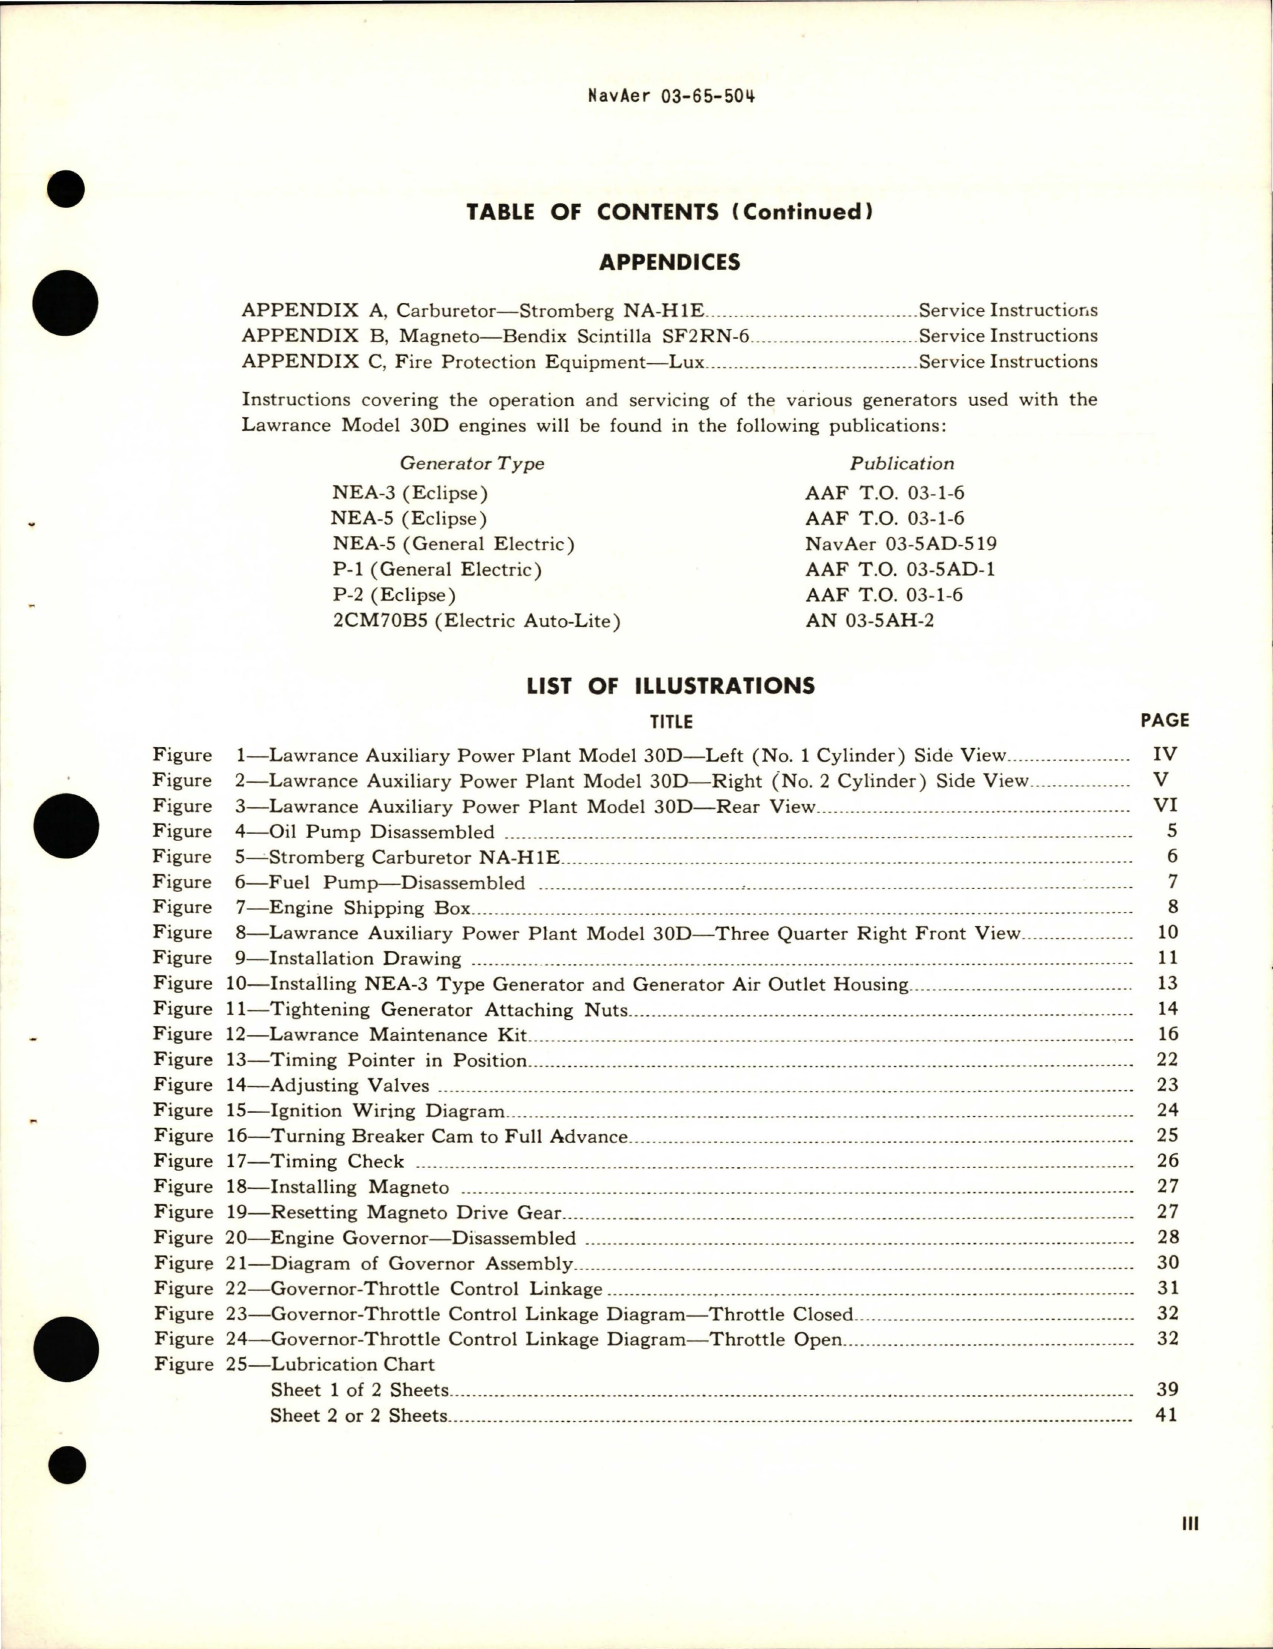 NavAer 03-65-504
TABLE OF CONTENTS (Continued)
APPENDICES
APPENDIX A, Carburetor—Stromberg NA-H1E Service Instructions
APPENDIX B, Magneto—Bendix Scintilla SF2RN-6 Service Instructions
APPENDIX C, Fire Protection Equipment—Lux Service Instructions
Instructions covering the operation and servicing of the various generators used with the
Lawrance Model 30D engines will be found in the following publications:
Generator Type Publication
NEA-3 (Eclipse) AAF T.O. 03-1-6
NEA-5 (Eclipse) AAF T.O. 03-1-6
NEA-5 (General Electric) NavAer 03-5AD-519
P-1 (General Electric) AAF T.O. 03-5AD-1
P-2 (Eclipse) AAF T.O. 03-1-6
2CM70B5 (Electric Auto-Lite) AN 03-5AH-2
LIST OF ILLUSTRATIONS
TITLE PAGE
Figure 1—Lawrance Auxiliary Power Plant Model 30D—Left (No. 1 Cylinder) Side View IV
Figure 2—Lawrance Auxiliary Power Plant Model 30D—Right (No. 2 Cylinder) Side View V
Figure 3—Lawrance Auxiliary Power Plant Model 30D—Rear View VI
Figure 4—Oil Pump Disassembled 5
Figure 5—Stromberg Carburetor NA-H1E 6
Figure 6—Fuel Pump—Disassembled 7
Figure 7—Engine Shipping Box 8
Figure 8—Lawrance Auxiliary Power Plant Model 30D—Three Quarter Right Front View 10
Figure 9—Installation Drawing 11
Figure 10—Installing NEA-3 Type Generator and Generator Air Outlet Housing 13
Figure 11—Tightening Generator Attaching Nuts 14
Figure 12—Lawrance Maintenance Kit 16
Figure 13—Timing Pointer in Position 22
Figure 14—Adjusting Valves 23
Figure 15—Ignition Wiring Diagram 24
Figure 16—Turning Breaker Cam to Full Advance 25
Figure 17—Timing Check 26
Figure 18—Installing Magneto 27
Figure 19—Resetting Magneto Drive Gear 27
Figure 20—Engine Governor—Disassembled 28
Figure 21—Diagram of Governor Assembly 30
Figure 22—Governor-Throttle Control Linkage 31
Figure 23—Governor-Throttle Control Linkage Diagram—Throttle Closed 32
Figure 24—Governor-Throttle Control Linkage Diagram—Throttle Open 32
Figure 25—Lubrication Chart
Sheet 1 of 2 Sheets 39
Sheet 2 or 2 Sheets 41
III